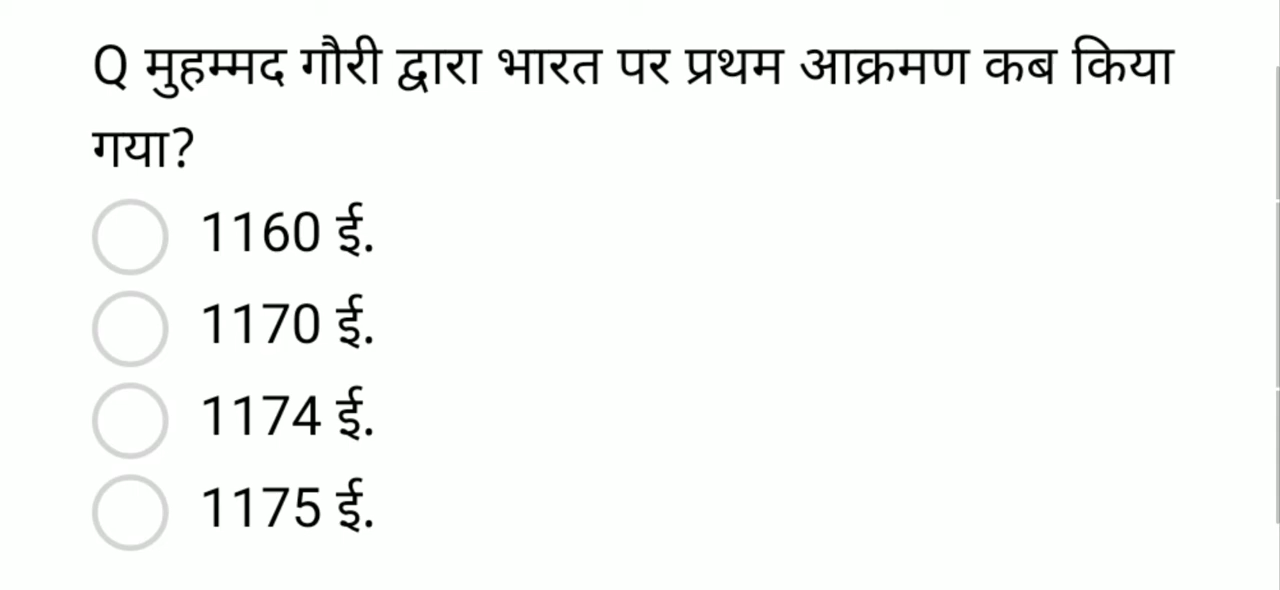 Q मुहम्मद गौरी द्वारा भारत पर प्रथम आक्रमण कब किया
गया?
1160 ई.
1170 ई.
1174 ई.
1175 ई.